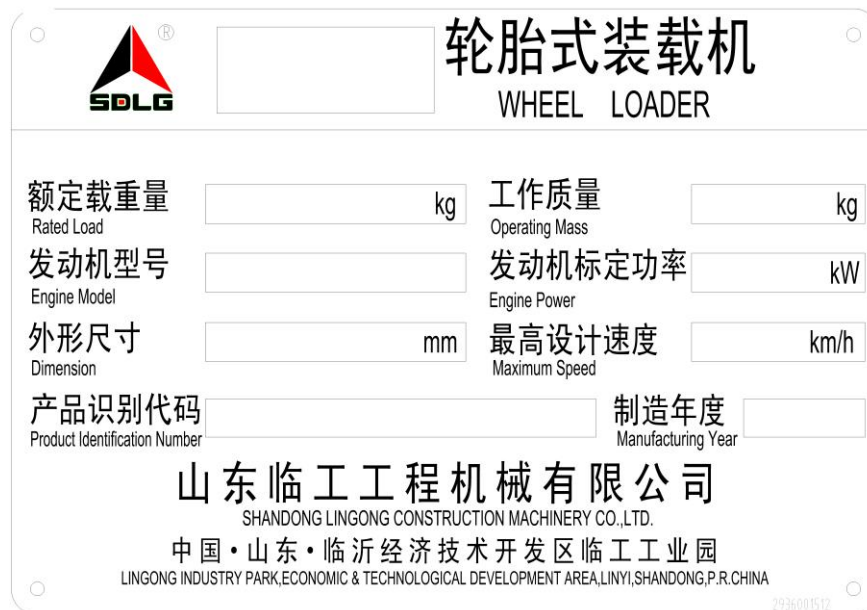 ®
SDLG
轮胎式装载机
WHEEL LOADER
额定载重量 kg 工作质量 kg
Rated Load Operating Mass
发动机型号 发动机标定功率 kW
Engine Model Engine Power
外形尺寸 mm 最高设计速度 km/h
Dimension Maximum Speed
产品识别代码 制造年度
Product Identification Number Manufacturing Year
山东临工工程机械有限公司
SHANDONG LINGONG CONSTRUCTION MACHINERY CO.,LTD.
中国·山东·临沂经济技术开发区临工工业园
LINGONG INDUSTRY PARK,ECONOMIC & TECHNOLOGICAL DEVELOPMENT AREA,LINYI,SHANDONG,P.R.CHINA
2936001512